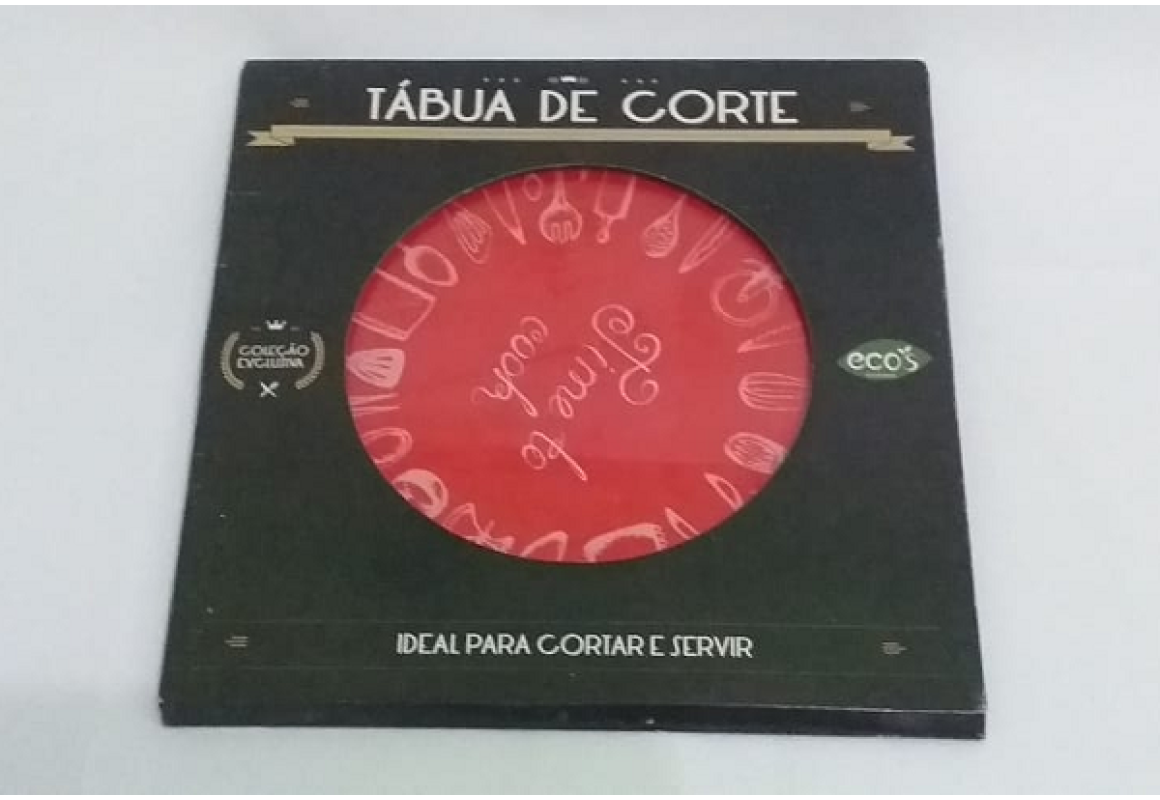 TÁBUA DE CORTE
Time to
cook
COLEÇÃO
EXCLUSIVA
eco's
IDEAL PARA CORTAR E SERVIR